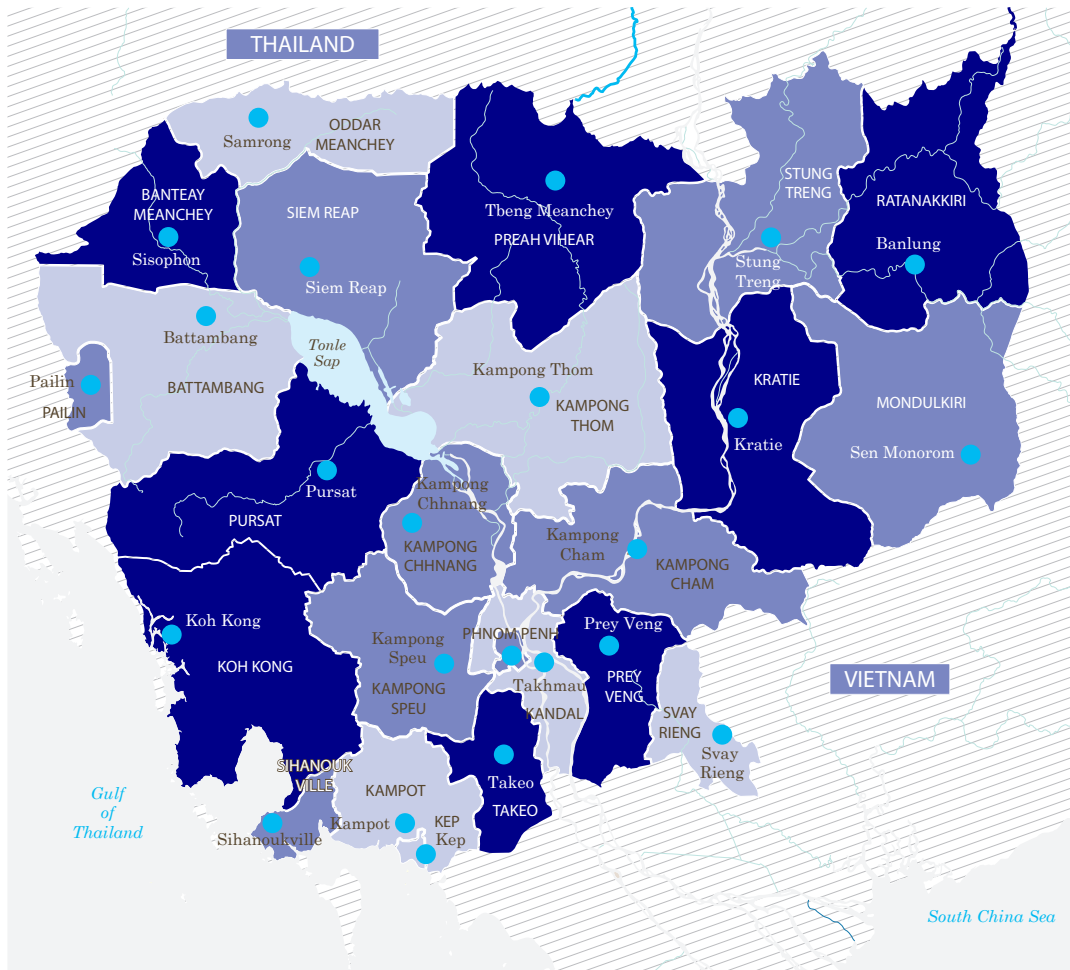 THAILAND
ODDAR
MEANCHEY
Samrong
BANTEAY
MEANCHEY
Sisophon
SIEM REAP
Siem Reap
Tbeng Meanchey
PREAH VIHEAR
STUNG
TRENG
Stung
Treng
RATANAKKIRI
Banlung
Battambang
BATTAMBANG
Tonle
Sap
Pailin
PAILIN
Kampong Thom
KAMPONG
THOM
KRATIE
Kratie
MONDULKIRI
Sen Monorom
Pursat
PURSAT
Kampong
Chhnang
KAMPONG
CHHNANG
Kampong
Cham
KAMPONG
CHAM
Koh Kong
KOH KONG
Kampong
Speu
KAMPONG
SPEU
PHNOM PENH
Takhmau
KANDAL
Prey Veng
PREY
VENG
SVAY
RIENG
Svay
Rieng
VIETNAM
SIHANOUK
VILLE
Sihanoukville
KAMPOT
Kampot
KEP
Kep
Takeo
TAKEO
Gulf
of
Thailand
South China Sea